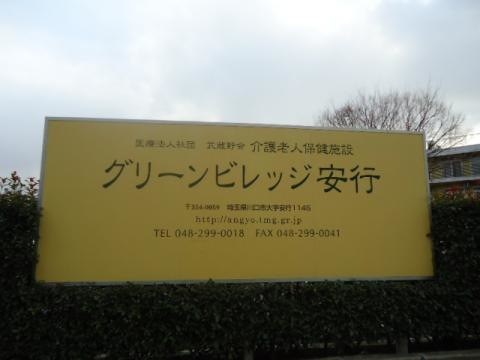 医療法人社団 武蔵野会 介護老人保健施設
グリーンビレッジ安行
〒334-0059 埼玉県川口市大字安行1145
http://angyo.tmg.gr.jp
TEL 048-299-0018 FAX 048-299-0041